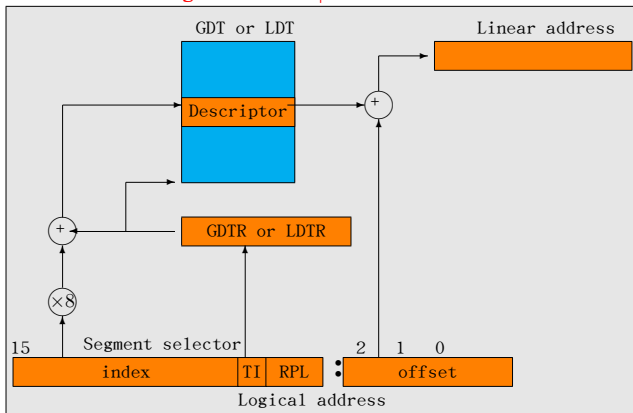 GDT or LDT
Linear address
+
Descriptor
+
GDTR or LDTR
×8
15
Segment selector
2 1 0
index
TI
RPL
:
offset
Logical address